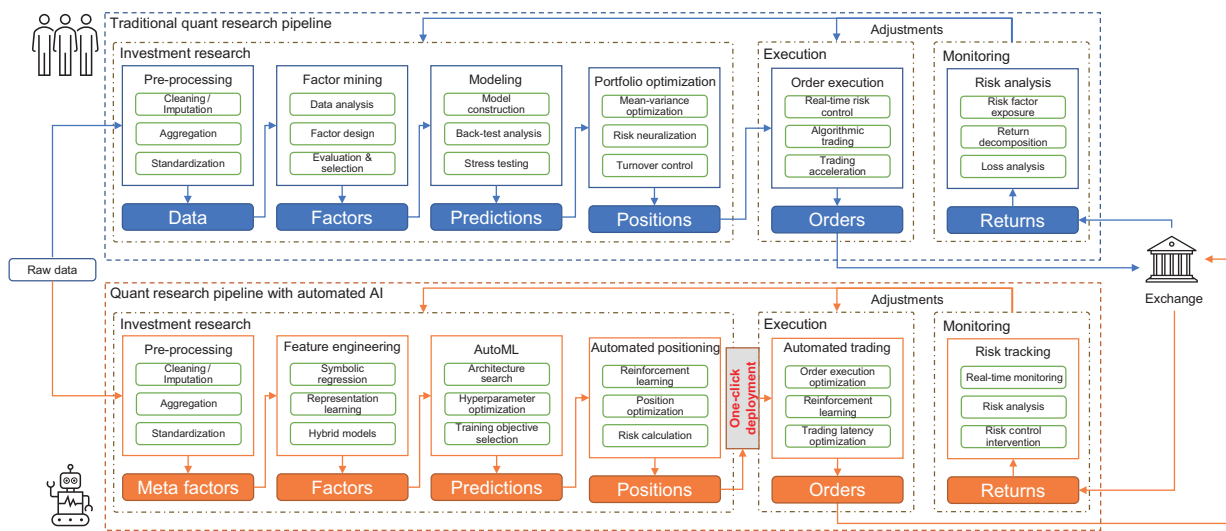 Traditional quant research pipeline
Adjustments
Investment research
Execution
Monitoring
Pre-processing
Cleaning /
Imputation
Aggregation
Standardization
Data
Factor mining
Data analysis
Factor design
Evaluation &
selection
Factors
Modeling
Model
construction
Back-test analysis
Stress testing
Predictions
Portfolio optimization
Mean-variance
optimization
Risk neuralization
Turnover control
Positions
Order execution
Real-time risk
control
Algorithmic
trading
Trading
acceleration
Orders
Risk analysis
Risk factor
exposure
Return
decomposition
Loss analysis
Returns
Raw data
Exchange
Quant research pipeline with automated AI
Adjustments
Investment research
Execution
Monitoring
Pre-processing
Cleaning /
Imputation
Aggregation
Standardization
Meta factors
Feature engineering
Symbolic
regression
Representation
learning
Hybrid models
Factors
AutoML
Architecture
search
Hyperparameter
optimization
Training objective
selection
Predictions
Automated positioning
Reinforcement
learning
Position
optimization
Risk calculation
Positions
One-click
deployment
Automated trading
Order execution
optimization
Reinforcement
learning
Trading latency
optimization
Orders
Risk tracking
Real-time monitoring
Risk analysis
Risk control
intervention
Returns